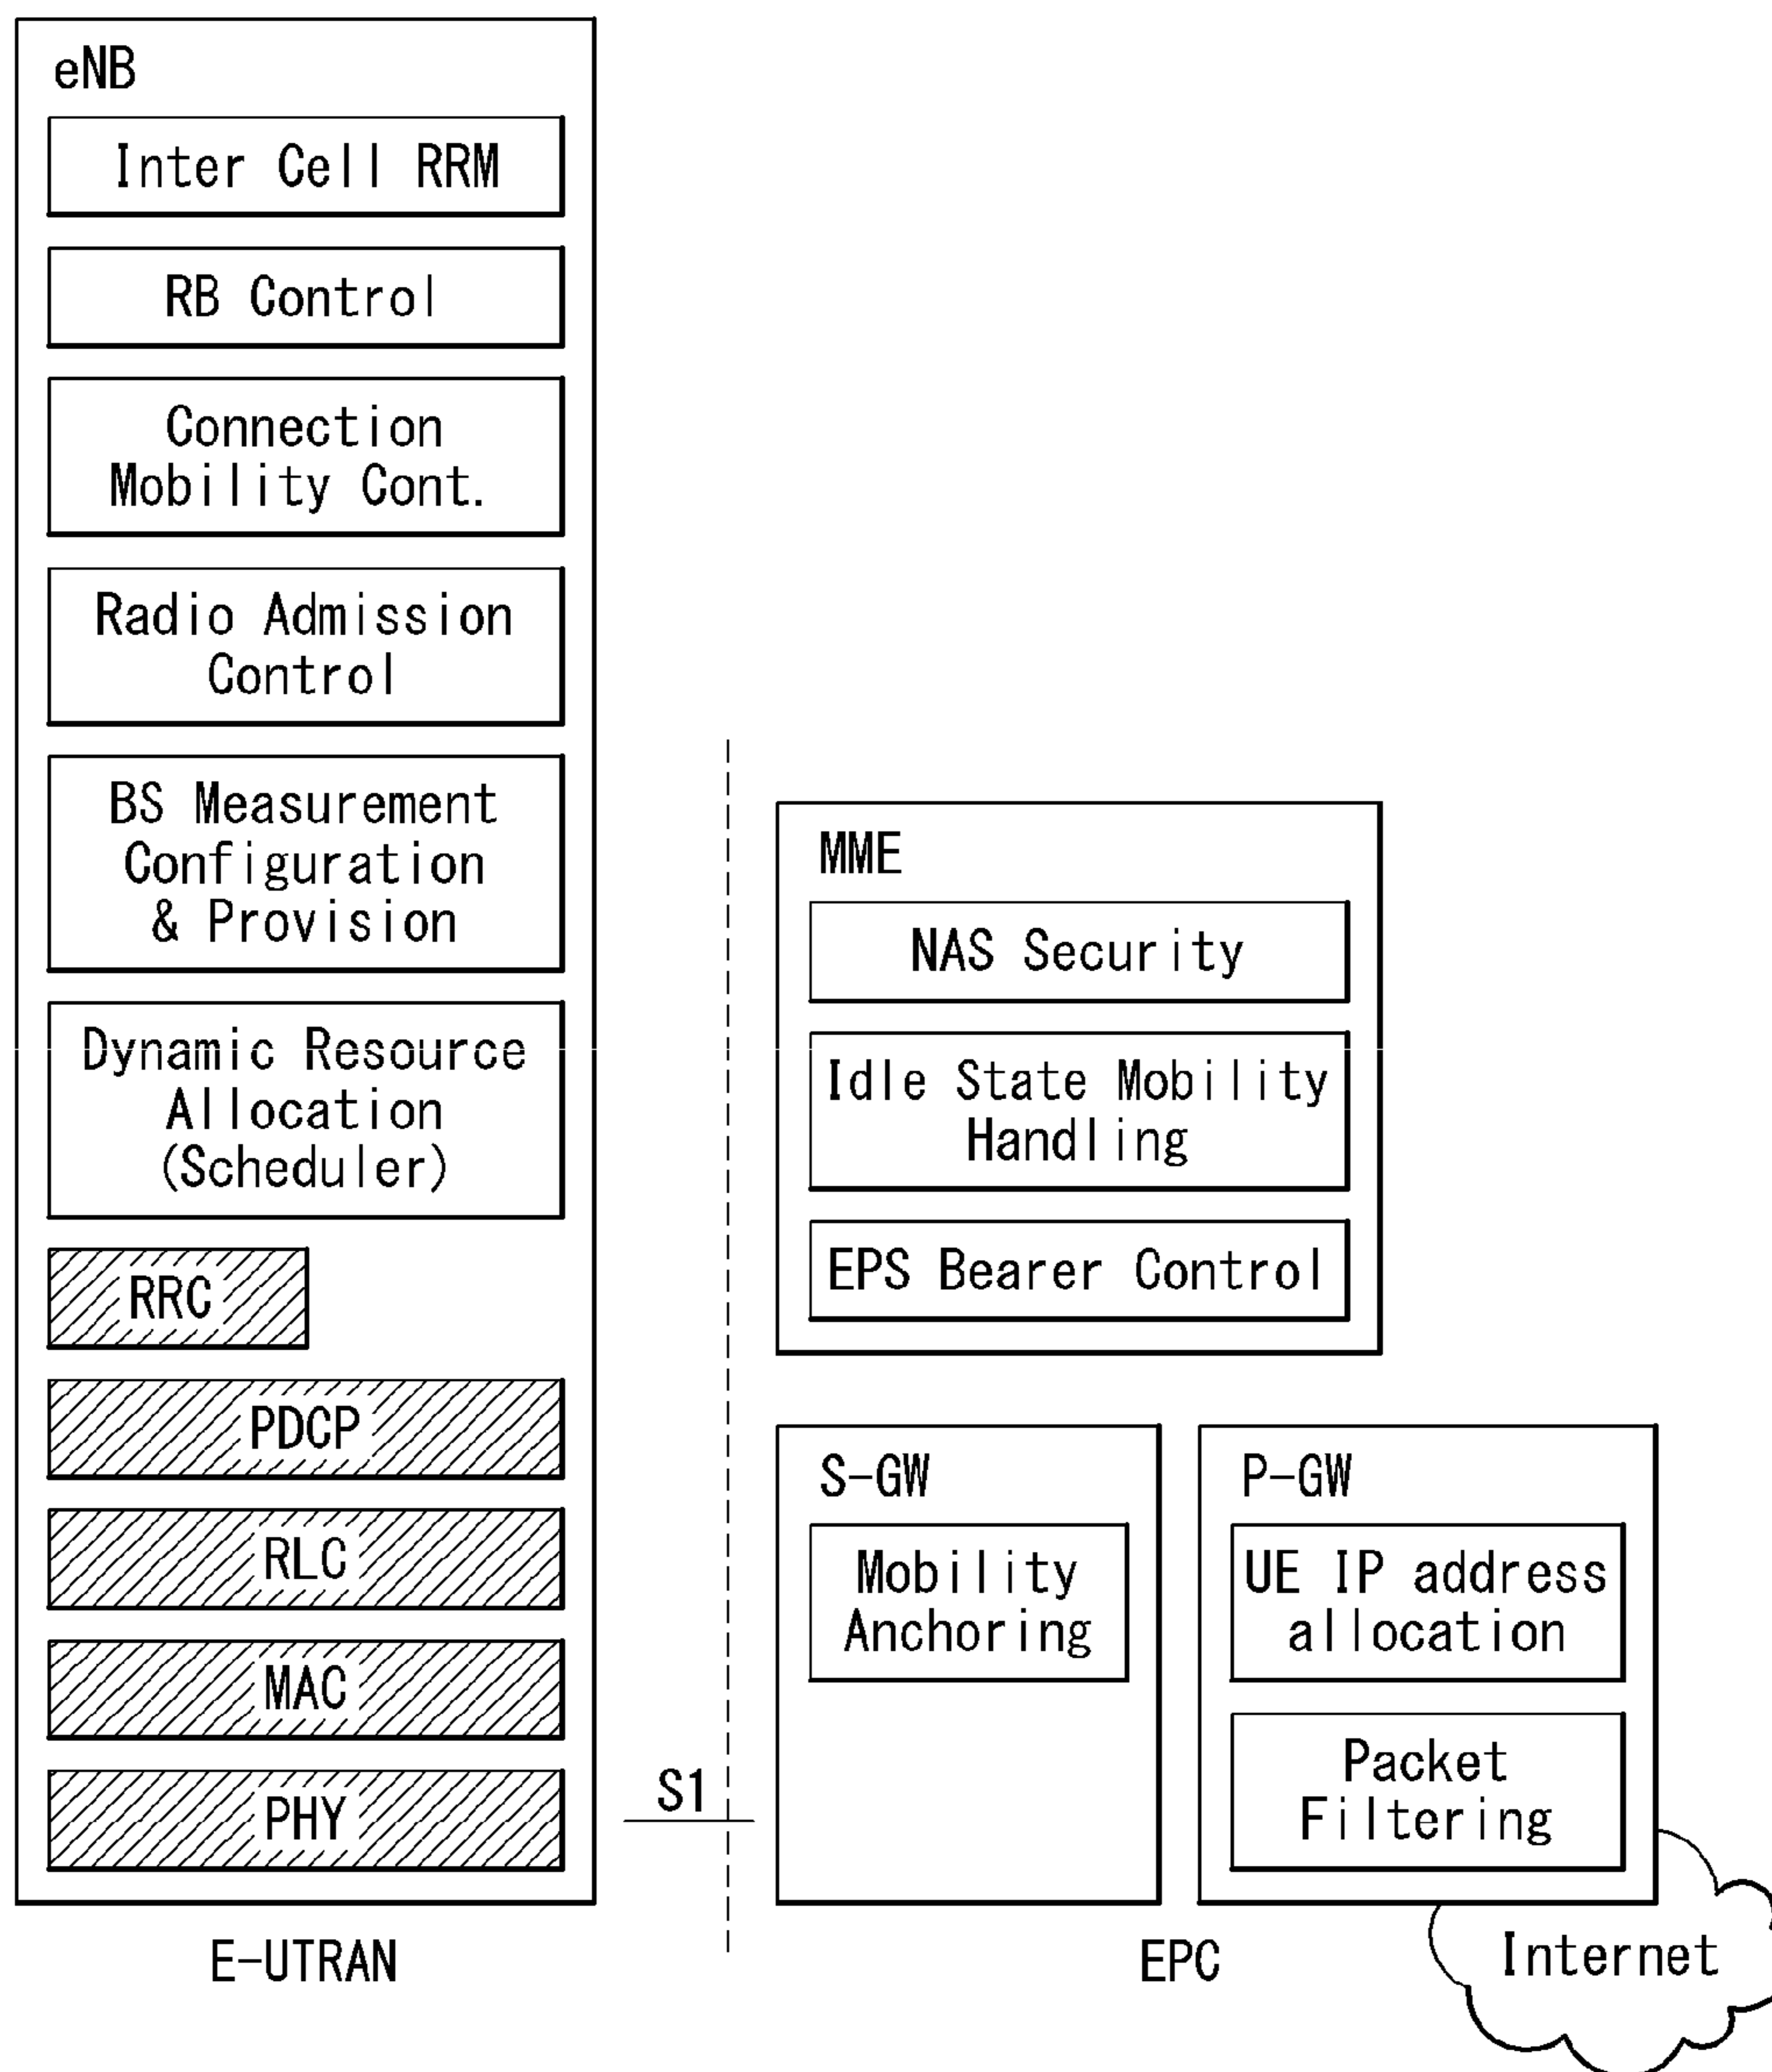 eNB
Inter Cell RRM
RB Control
Connection
Mobility Cont.
Radio Admission
Control
BS Measurement
Configuration
& Provision
Dynamic Resource
Allocation
(Scheduler)
RRC
PDCP
RLC
MAC
PHY
E-UTRAN
S1
MME
NAS Security
Idle State Mobility
Handling
EPS Bearer Control
S-GW
Mobility
Anchoring
P-GW
UE IP address
allocation
Packet
Filtering
EPC
Internet